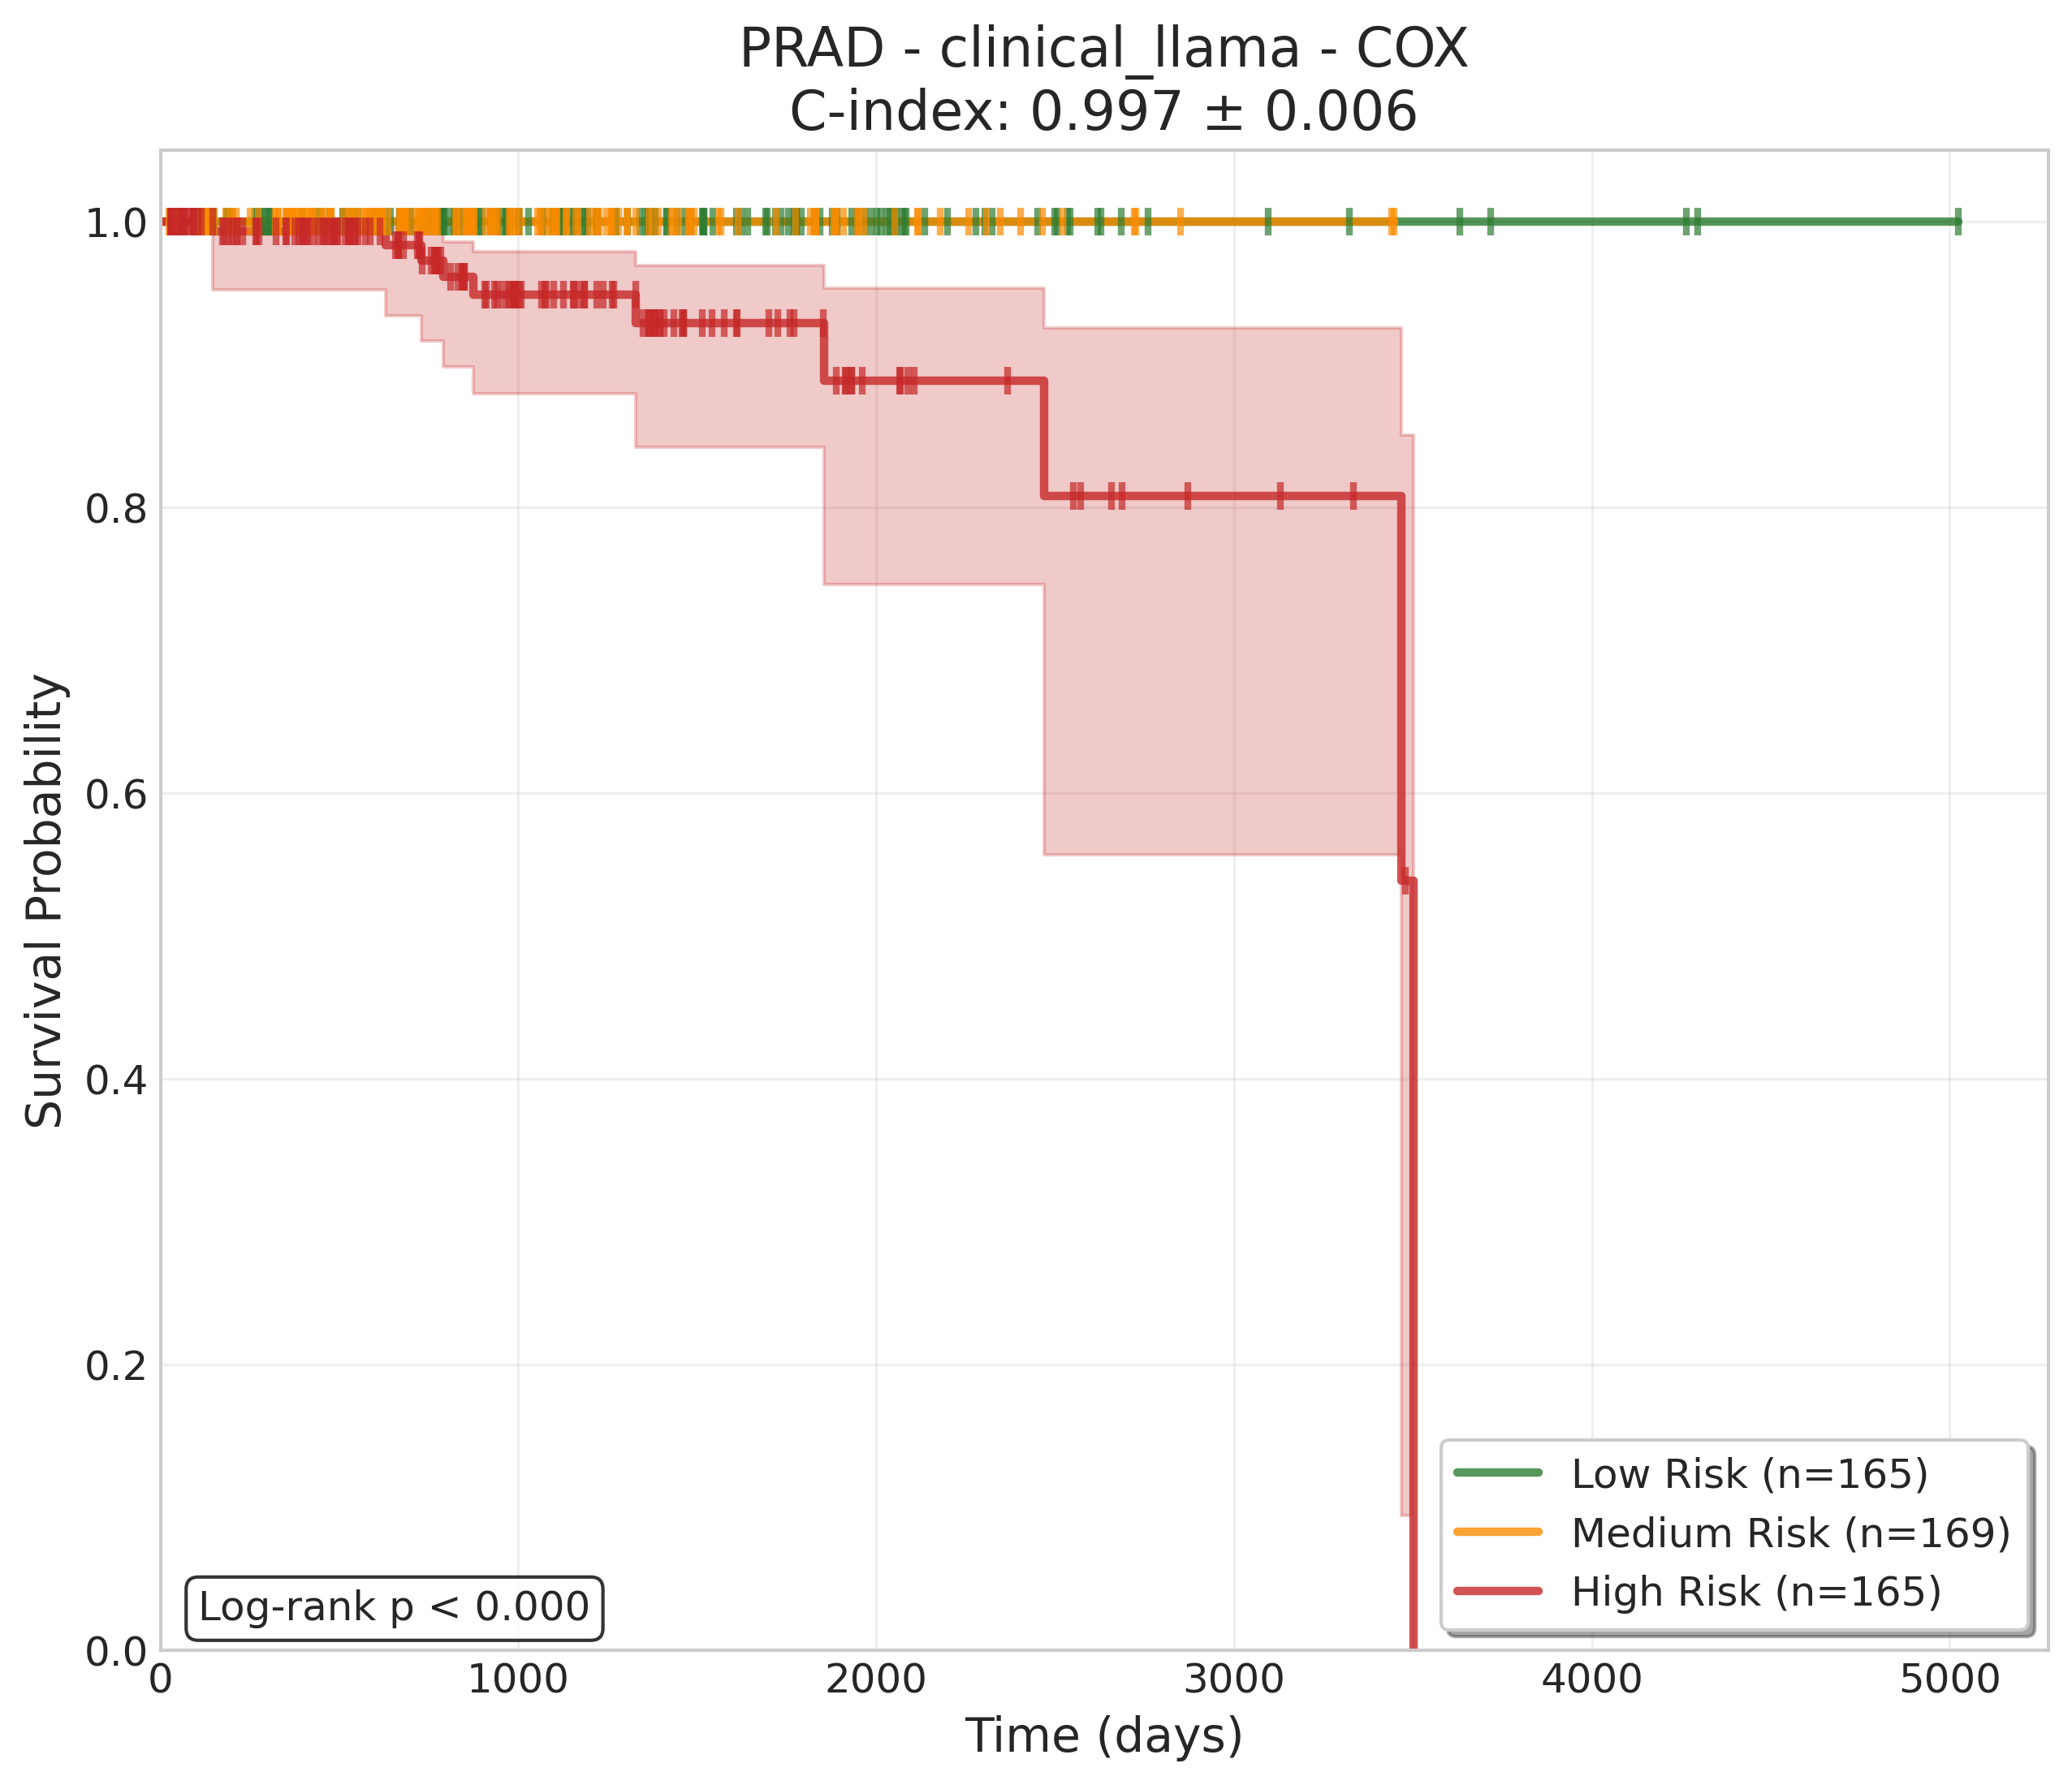 PRAD - clinical_llama - COX
C-index: 0.997 ± 0.006
Survival Probability
1.0
0.8
0.6
0.4
0.2
0.0
0
1000
2000
3000
4000
5000
Time (days)
Log-rank p < 0.000
Low Risk (n=165)
Medium Risk (n=169)
High Risk (n=165)